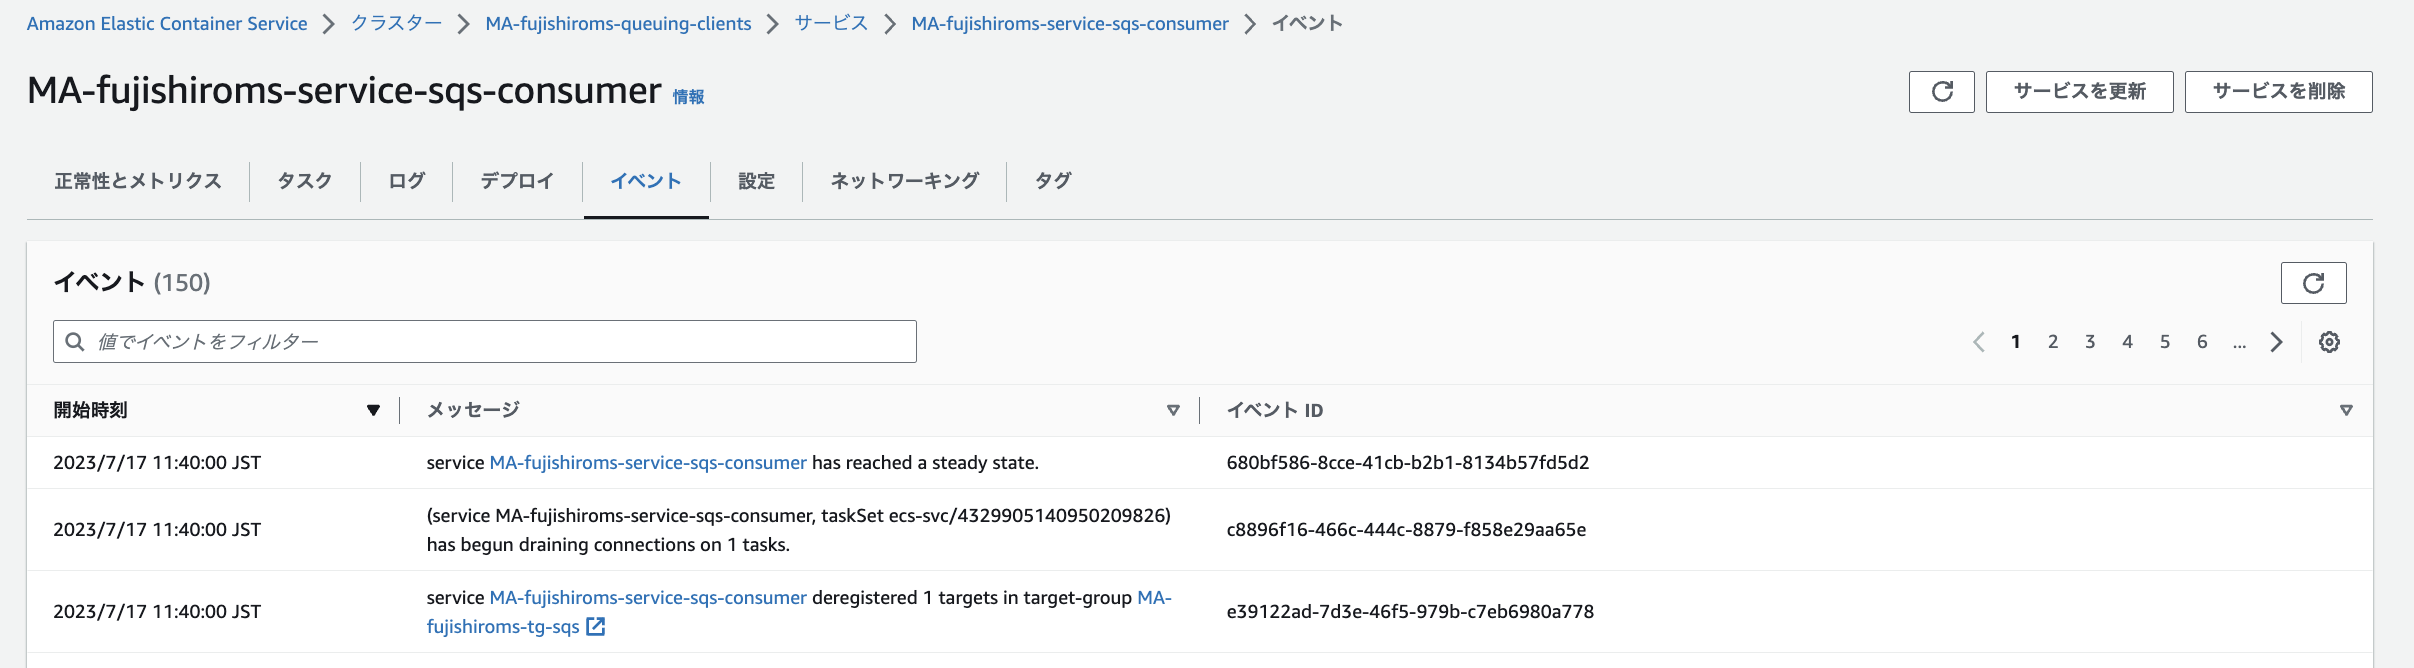 Amazon Elastic Container Service > クラスター > MA-fujishiroms-queuing-clients > サービス > MA-fujishiroms-service-sqs-consumer > イベント
MA-fujishiroms-service-sqs-consumer 情報
サービスを更新
サービスを削除
正常性とメトリクス タスク ログ デプロイ イベント 設定 ネットワーキング タグ
イベント (150)
値でイベントをフィルター
1 2 3 4 5 6 ...
開始時刻 メッセージ イベント ID
2023/7/17 11:40:00 JST service MA-fujishiroms-service-sqs-consumer has reached a steady state. 680bf586-8cce-41cb-b2b1-8134b57fd5d2
2023/7/17 11:40:00 JST
(service MA-fujishiroms-service-sqs-consumer, taskSet ecs-svc/4329905140950209826)
has begun draining connections on 1 tasks.
c8896f16-466c-444c-8879-f858e29aa65e
2023/7/17 11:40:00 JST
service MA-fujishiroms-service-sqs-consumer deregistered 1 targets in target-group MA-
fujishiroms-tg-sqs
e39122ad-7d3e-46f5-979b-c7eb6980a778